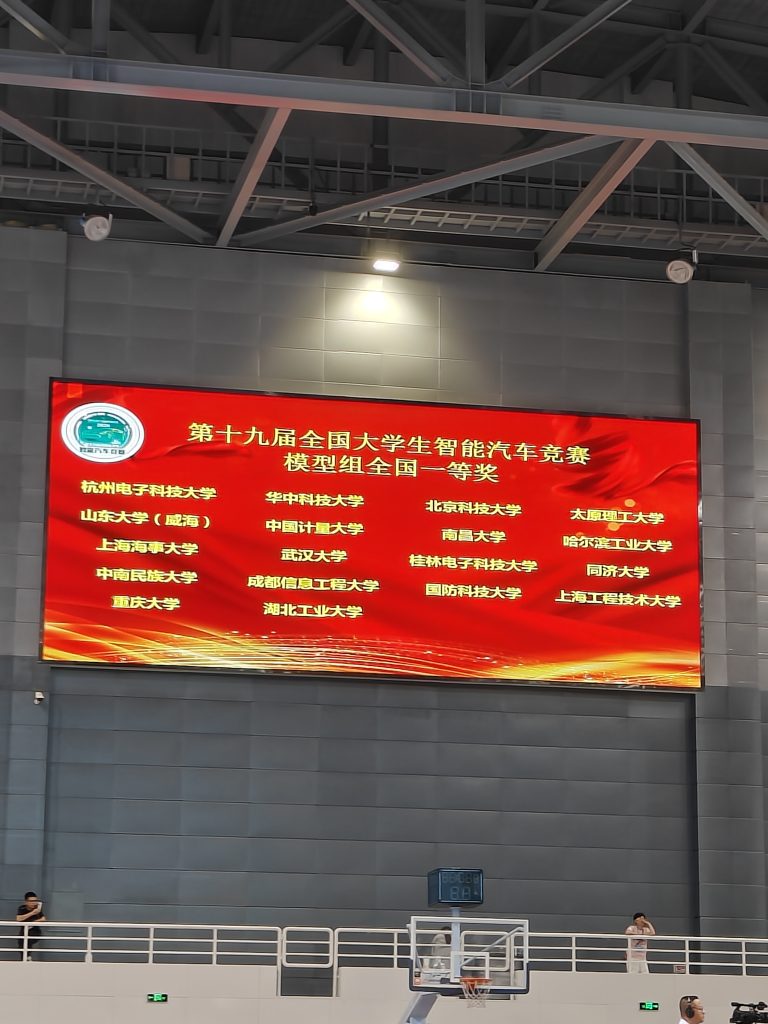 第十九届全国大学生智能汽车竞赛
模型组全国一等奖
杭州电子科技大学 华中科技大学 北京科技大学 太原理工大学
山东大学（威海） 中国计量大学 南昌大学 哈尔滨工业大学
上海海事大学 武汉大学 桂林电子科技大学 同济大学
中南民族大学 成都信息工程大学 国防科技大学 上海工程技术大学
重庆大学 湖北工业大学
智能汽车竞赛